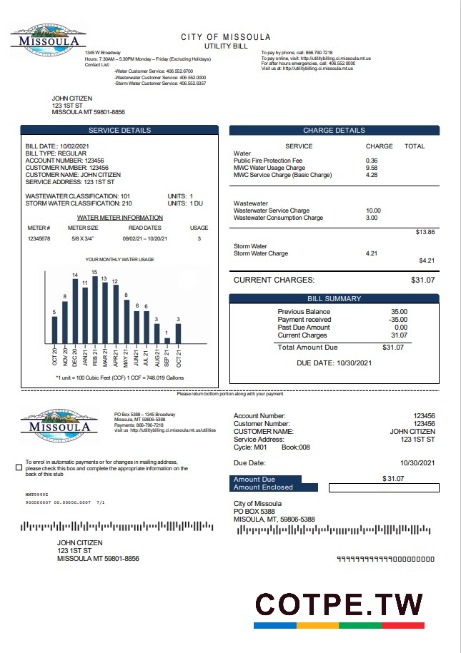 MISSOULA
CITY OF MISSOULA
UTILITY BILL
1345 W Broadway
Hours: 7:30AM – 5:30PM Monday – Friday (Excluding Holidays)
Contact List:
-Water Customer Service: 406.552.6700
-Wastewater Customer Service: 406.552.
-Storm Water Customer Service: 406.552.6357
To pay by phone, call: 866.790.7218
To pay online, visit: http://utilitybilling.ci.missoula.mt.us
For after hours emergencies, call: 406.552.
Visit us at: http://utilitybilling.ci.missoula.mt.us
JOHN CITIZEN
123 1ST ST
MISSOULA MT 59801-8856
SERVICE DETAILS
BILL DATE: 10/02/2021
BILL TYPE: REGULAR
ACCOUNT NUMBER: 123456
CUSTOMER NUMBER: 123456
CUSTOMER NAME: JOHN CITIZEN
SERVICE ADDRESS: 123 1ST ST
WASTEWATER CLASSIFICATION: 101 UNITS: 1
STORM WATER CLASSIFICATION: 210 UNITS: 1 DU
WATER METER INFORMATION
METER # METER SIZE READ DATES USAGE
12345678 5/8 X 3/4" 09/02/21 – 10/20/21 3
YOUR MONTHLY WATER USAGE
5 8 14 11 15 13 12 8 6 6 3 1 3
OCT 20 NOV 20 DEC 20 JAN 21 FEB 21 MAR 21 APR 21 MAY 21 JUN 21 JUL 21 AUG 21 SEP 21 OCT 21
*1 unit = 100 Cubic Feet (CCF) 1 CCF = 748.019 Gallons
CHARGE DETAILS
SERVICE CHARGE TOTAL
Water
Public Fire Protection Fee 0.36
MWC Water Usage Charge 9.58
MWC Service Charge (Basic Charge) 4.28
Wastewater
Wastewater Service Charge 10.00
Wastewater Consumption Charge 3.00
$13.86
Storm Water
Storm Water Charge 4.21
$4.21
CURRENT CHARGES: $31.07
BILL SUMMARY
Previous Balance 35.00
Payment received -35.00
Past Due Amount 0.00
Current Charges 31.07
Total Amount Due $31.07
DUE DATE: 10/30/2021
Please return bottom portion along with your payment
MISSOULA
PO Box 5388 – 1345 Broadway
Missoula, MT 59806-5388
Payments: 866-790-7218
visit us http://utilitybilling.ci.missoula.mt.us/utilities
To enroll in automatic payments or for changes in mailing address,
please check this box and complete the appropriate information on the
back of this stub
JOHN CITIZEN
123 1ST ST
MISSOULA MT 59801-8856
Account Number: 123456
Customer Number: 123456
CUSTOMER NAME: JOHN CITIZEN
Service Address: 123 1ST ST
Cycle: M01 Book:008
Due Date: 10/30/2021
Amount Due $31.07
Amount Enclosed
City of Missoula
PO BOX 5388
MISOULA, MT, 59806-5388
COTPE.TW